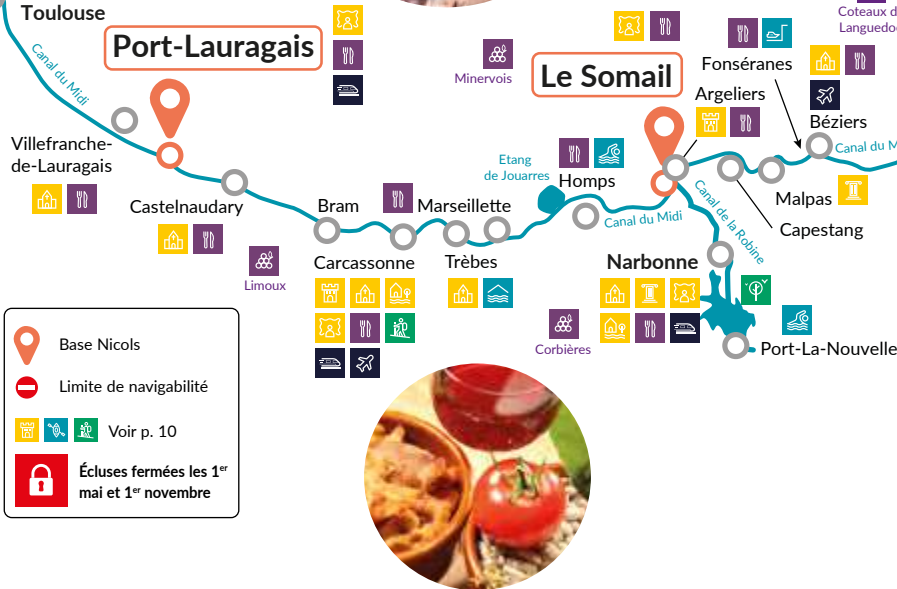 Toulouse
Port-Lauragais
Canal du Midi
Villefranche-
de-Lauragais
Castelnaudary
Limoux
Bram
Carcassonne
Marseillette
Trèbes
Minervois
Etang
de Jouarres
Homps
Canal du Midi
Corbières
Le Somail
Argeliers
Fonséranes
Coteaux d
Languedo
Béziers
Canal du M
Malpas
Capestang
Canal de la Robine
Narbonne
Port-La-Nouvelle
Base Nicols
Limite de navigabilité
Voir p. 10
Écluses fermées les 1er
mai et 1er novembre